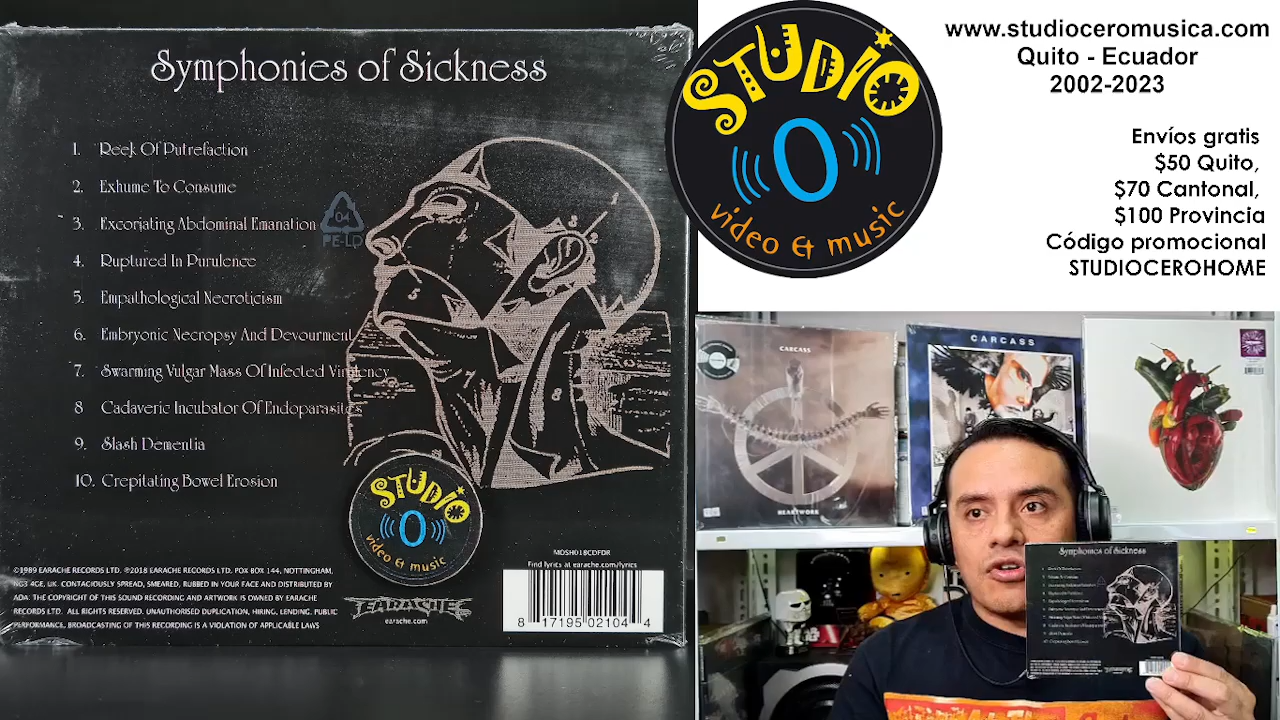 Symphonies of Sickness
1. Reek Of Putrefaction
2. Exhume To Consume
3. Excoriating Abdominal Emanation
4. Ruptured In Purulence
5. Empathological Necroticism
6. Embryonic Necropsy And Devourment
7. Swarming Vulgar Mass Of Infected Virulency
8 Cadaveric Incubator Of Endoparasites
9. Slash Dementia
10. Crepitating Bowel Erosion
04
PE-LD
3
2
3
STUDIO
0
video & music
©1989 EARACHE RECORDS LTD.
EARACHE RECORDS LTD, POX BOX 144, NOTTINGHAM,
NG3 4GE, UK. CONTAGIOUSLY SPREAD, SMEARED, RUBBED IN YOUR FACE AND DISTRIBUTED BY
ADA. THE COPYRIGHT OF THIS SOUND RECORDING AND ARTWORK IS OWNED BY EARACHE
RECORDS LTD. ALL RIGHTS RESERVED. UNAUTHORISED COPYING, HIRING, LENDING, PUBLIC
PERFORMANCE, BROADCASTING OF THIS RECORDING IS A VIOLATION OF APPLICABLE LAWS
EARACHE
earache.com
MOSH018CDFDR
Find lyrics at earache.com/lyrics
17195 02104 4
STUDIO
0
video & music
www.studioceromusica.com
Quito - Ecuador
2002-2023
Envíos gratis
$50 Quito,
$70 Cantonal,
$100 Provincia
Código promocional
STUDIOCEROHOME
CARCASS
HEARTWORK
CARCASS
Symphonies of Sickness